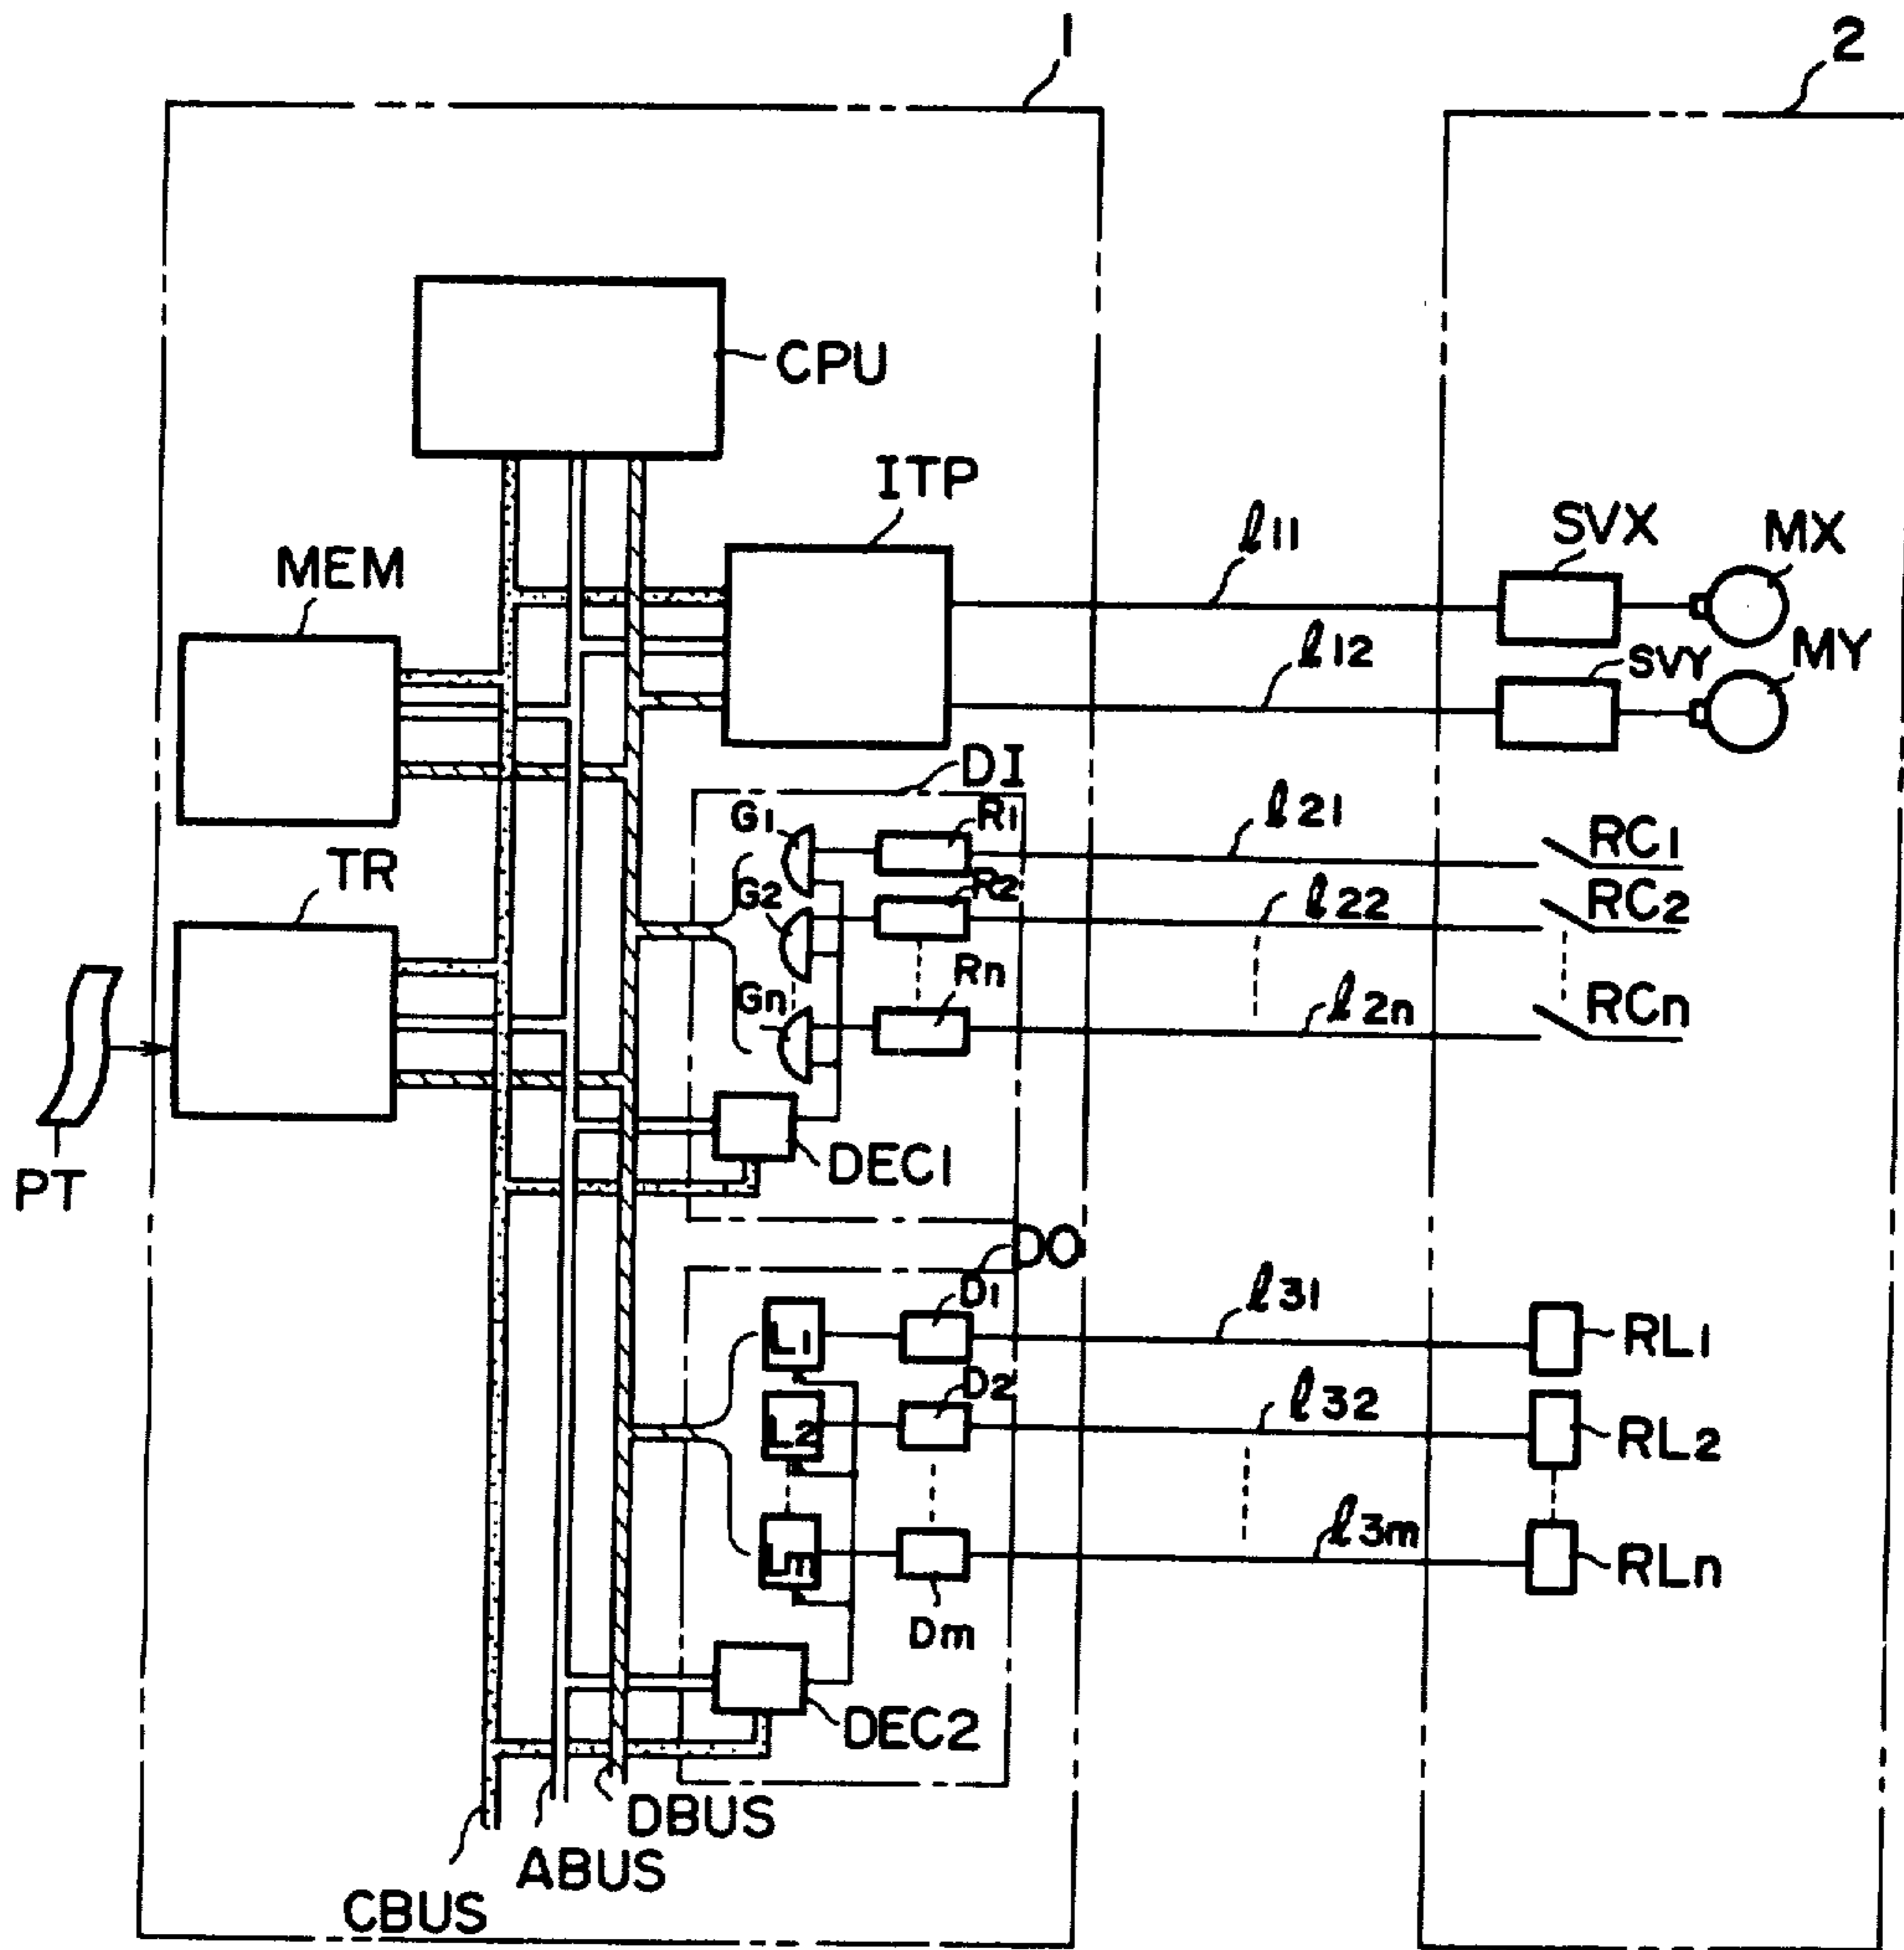 1
2
CPU
ITP
MEM
l11
SVX
MX
l12
SVY
MY
DI
G1
R1
l21
RC1
TR
G2
R2
l22
RC2
Gn
Rn
l2n
RCn
DEC1
PT
DO
D1
l31
L1
RL1
D2
l32
L2
RL2
l3m
Lm
RLn
Dm
DEC2
DBUS
ABUS
CBUS